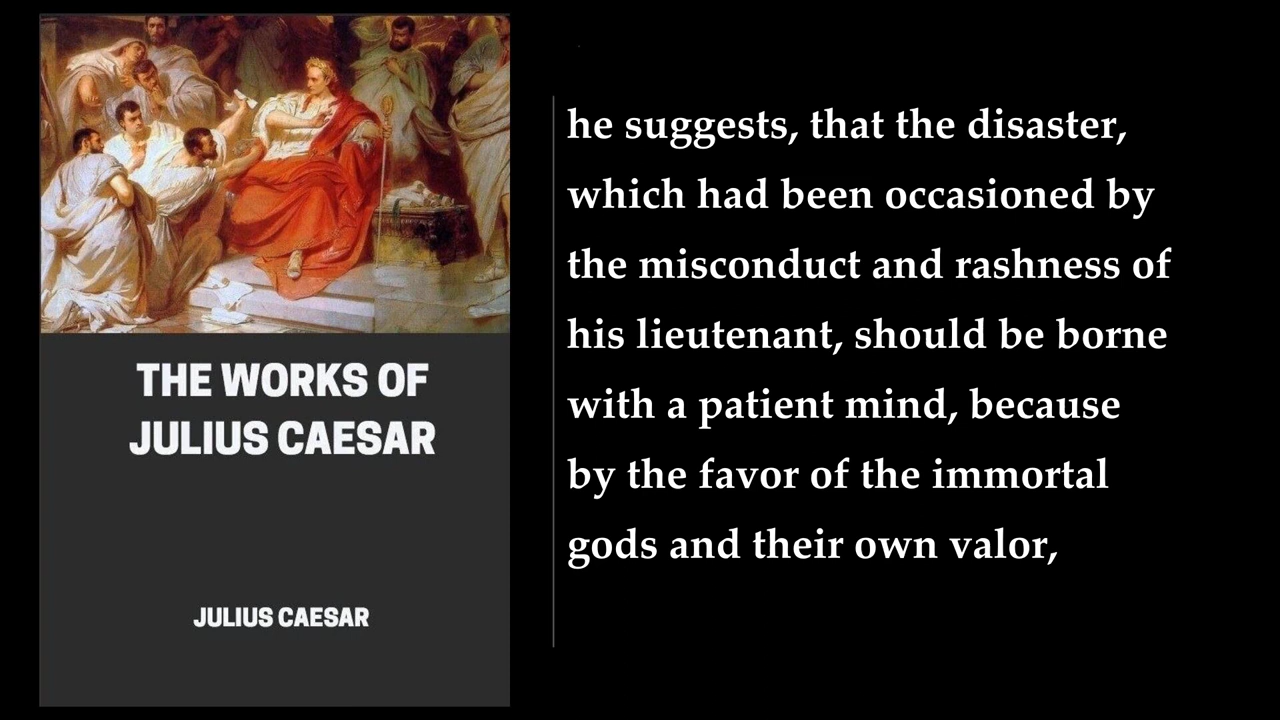 THE WORKS OF
JULIUS CAESAR
JULIUS CAESAR
he suggests, that the disaster,
which had been occasioned by
the misconduct and rashness of
his lieutenant, should be borne
with a patient mind, because
by the favor of the immortal
gods and their own valor,